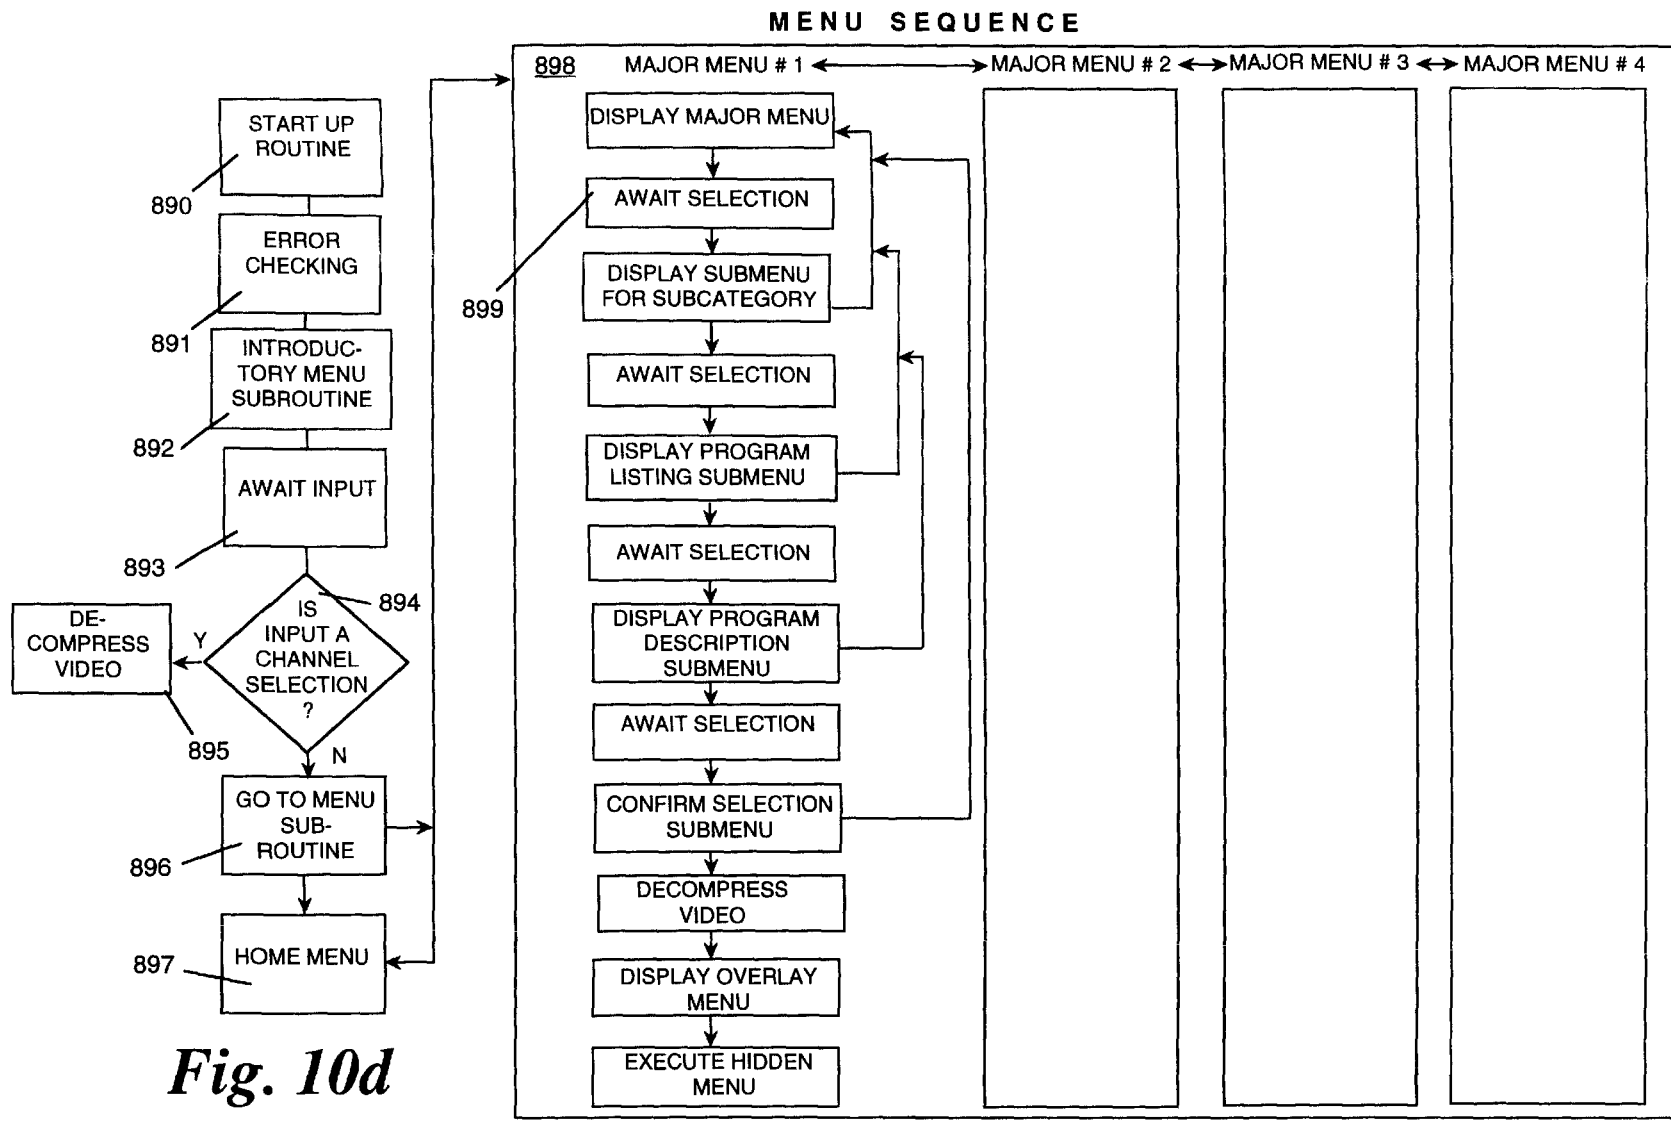 MENU SEQUENCE
898
MAJOR MENU # 1
MAJOR MENU # 2
MAJOR MENU # 3
MAJOR MENU # 4
START UP
ROUTINE
890
ERROR
CHECKING
891
INTRODUC-
TORY MENU
SUBROUTINE
892
AWAIT INPUT
893
IS
INPUT A
CHANNEL
SELECTION
?
894
Y
DE-
COMPRESS
VIDEO
895
N
GO TO MENU
SUB-
ROUTINE
896
HOME MENU
897
DISPLAY MAJOR MENU
AWAIT SELECTION
899
DISPLAY SUBMENU
FOR SUBCATEGORY
AWAIT SELECTION
DISPLAY PROGRAM
LISTING SUBMENU
AWAIT SELECTION
DISPLAY PROGRAM
DESCRIPTION
SUBMENU
AWAIT SELECTION
CONFIRM SELECTION
SUBMENU
DECOMPRESS
VIDEO
DISPLAY OVERLAY
MENU
EXECUTE HIDDEN
MENU
Fig. 10d